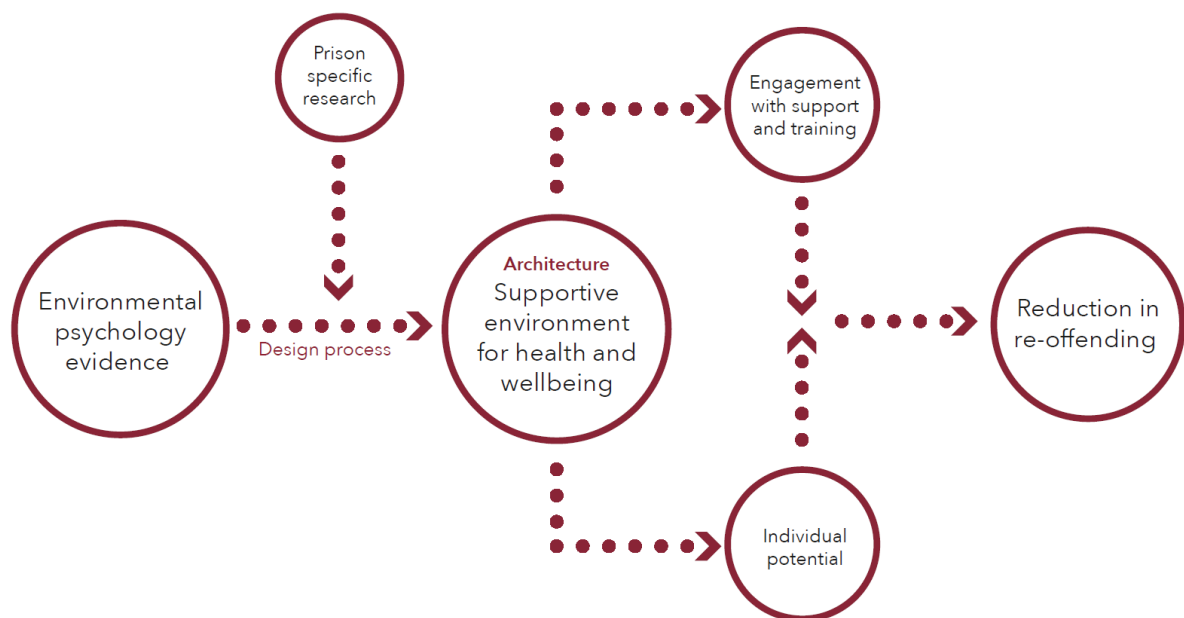 Prison
specific
research
Environmental
psychology
evidence
Design process
Architecture
Supportive
environment
for health and
wellbeing
Engagement
with support
and training
Individual
potential
Reduction in
re-offending